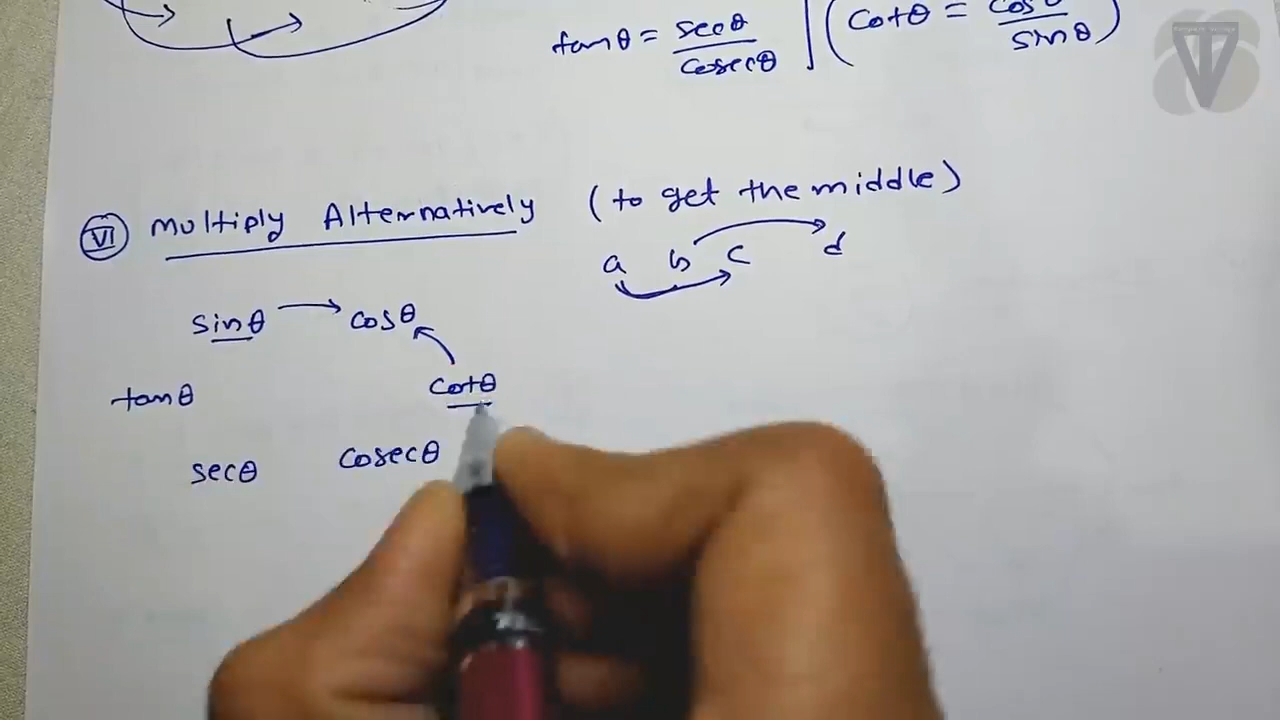 tanθ = secθ/cosecθ (cotθ = cosθ/sinθ)
VI Multiply Alternatively (to get the middle)
a b c d
sinθ → cosθ
tanθ cotθ
secθ cosecθ